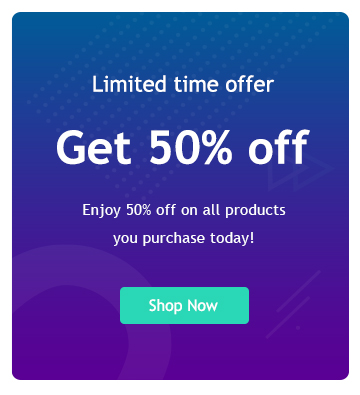 Limited time offer
Get 50% off
Enjoy 50% off on all products
you purchase today!
Shop Now